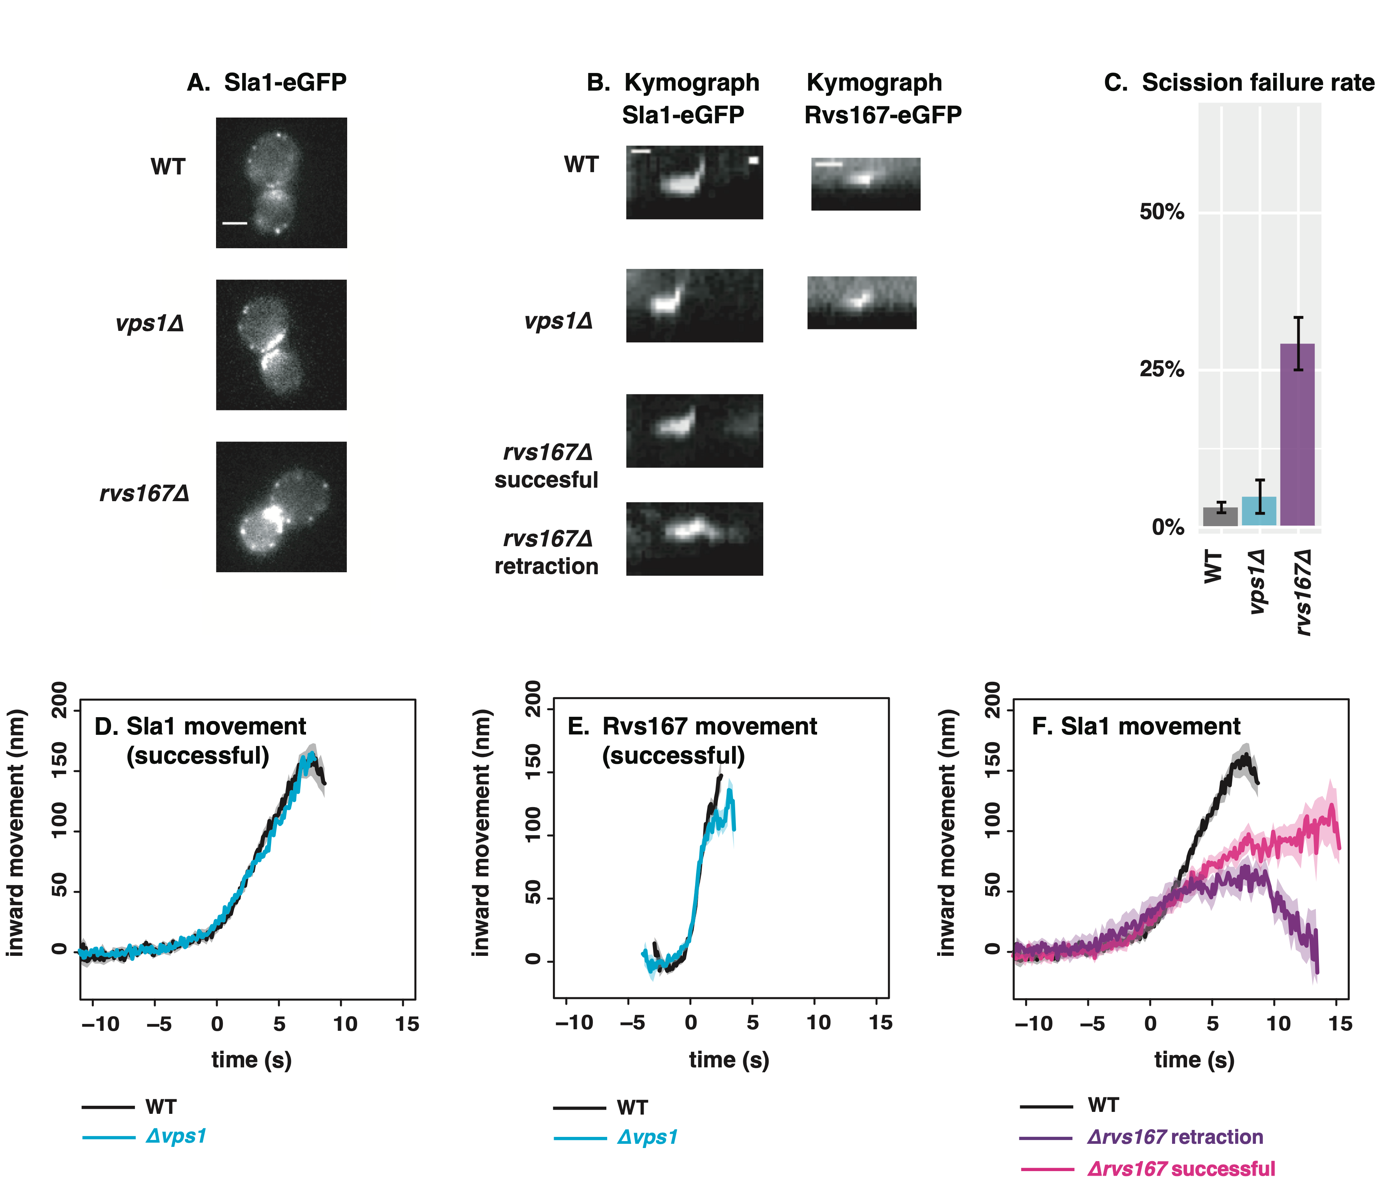 A. Sla1-eGFP
WT
vps1Δ
rvs167Δ
B. Kymograph
Sla1-eGFP
Kymograph
Rvs167-eGFP
WT
vps1Δ
rvs167Δ
succesful
rvs167Δ
retraction
C. Scission failure rate
50%
25%
0%
WT
vps1Δ
rvs167Δ
D. Sla1 movement
(successful)
inward movement (nm)
200
150
100
50
0
−10 −5 0 5 10 15
time (s)
WT
Δvps1
E. Rvs167 movement
(successful)
inward movement (nm)
200
150
100
50
0
−10 −5 0 5 10 15
time (s)
WT
Δvps1
F. Sla1 movement
inward movement (nm)
200
150
100
50
0
−10 −5 0 5 10 15
time (s)
WT
Δrvs167 retraction
Δrvs167 successful